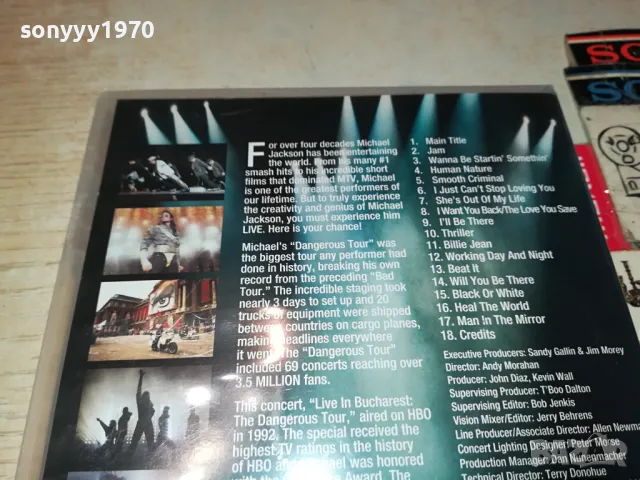 sonyyy1970
For over four decades Michael
Jackson has been entertaining
the world. From his many #1
smash hits to his incredible short
films that dominated MTV, Michael
is one of the greatest performers of
our lifetime. But to truly experience
the creativity and genius of Michael
Jackson, you must experience him
LIVE. Here is your chance!
Michael's "Dangerous Tour" was
the biggest tour any performer had
done in history, breaking his own
record from the preceding "Bad
Tour." The incredible staging took
nearly 3 days to set up and 20
trucks of equipment were shipped
between countries on cargo planes,
making headlines everywhere
it went. The "Dangerous Tour"
included 69 concerts reaching over
3.5 MILLION fans.
This concert, "Live In Bucharest:
The Dangerous Tour," aired on HBO
in 1992. The special received the
highest TV ratings in the history
of HBO and Michael was honored
Award. The
1. Main Title
2. Jam
3. Wanna Be Startin' Somethin'
4. Human Nature
5. Smooth Criminal
6. I Just Can't Stop Loving You
7. She's Out Of My Life
8. I Want You Back/The Love You Save
9. I'll Be There
10. Thriller
11. Billie Jean
12. Working Day And Night
13. Beat It
14. Will You Be There
15. Black Or White
16. Heal The World
17. Man In The Mirror
18. Credits
Executive Producers: Sandy Gallin & Jim Morey
Director: Andy Morahan
Producer: John Diaz, Kevin Wall
Supervising Producer: T'Boo Dalton
Supervising Editor: Bob Jenkis
Vision Mixer/Editor: Jerry Behrens
Line Producer/Associate Director: Allen Newma
Concert Lighting Designer: Peter Morse
Production Manager: Dan Nunenmacher
Technical Director: Terry Donohue